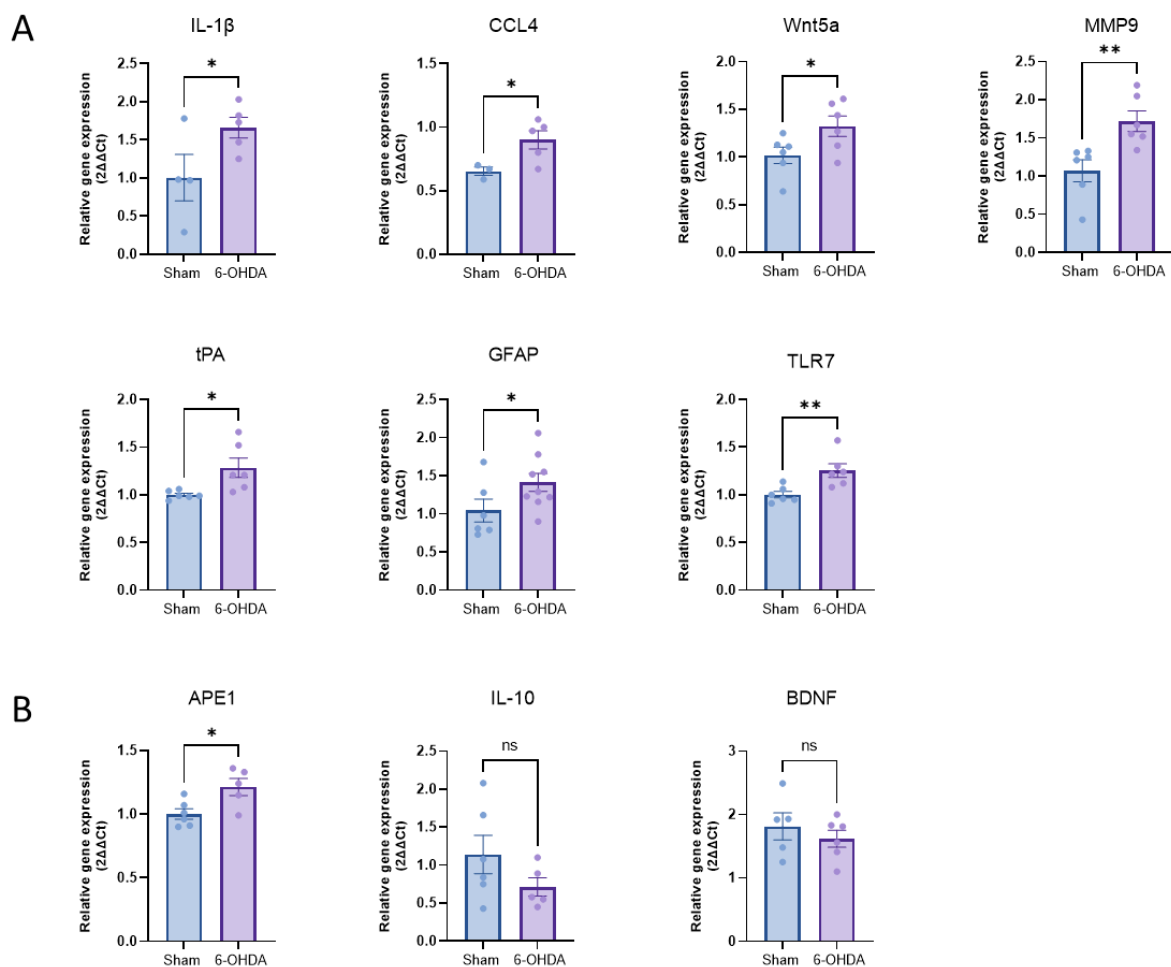 A
IL-1β
CCL4
Wnt5a
MMP9
Relative gene expression
(2ΔΔCt)
2.5
2.0
1.5
1.0
0.5
0.0
*
Sham
6-OHDA
Relative gene expression
(2ΔΔCt)
1.5
1.0
0.5
0.0
*
Sham
6-OHDA
Relative gene expression
(2ΔΔCt)
2.0
1.5
1.0
0.5
0.0
*
Sham
6-OHDA
Relative gene expression
(2ΔΔCt)
2.5
2.0
1.5
1.0
0.5
0.0
**
Sham
6-OHDA
tPA
GFAP
TLR7
Relative gene expression
(2ΔΔCt)
2.0
1.5
1.0
0.5
0.0
*
Sham
6-OHDA
Relative gene expression
(2ΔΔCt)
2.5
2.0
1.5
1.0
0.5
0.0
*
Sham
6-OHDA
Relative gene expression
(2ΔΔCt)
2.0
1.5
1.0
0.5
0.0
**
Sham
6-OHDA
B
APE1
IL-10
BDNF
Relative gene expression
(2ΔΔCt)
1.5
1.0
0.5
0.0
*
Sham
6-OHDA
Relative gene expression
(2ΔΔCt)
2.5
2.0
1.5
1.0
0.5
0.0
ns
Sham
6-OHDA
Relative gene expression
(2ΔΔCt)
3
2
1
0
ns
Sham
6-OHDA